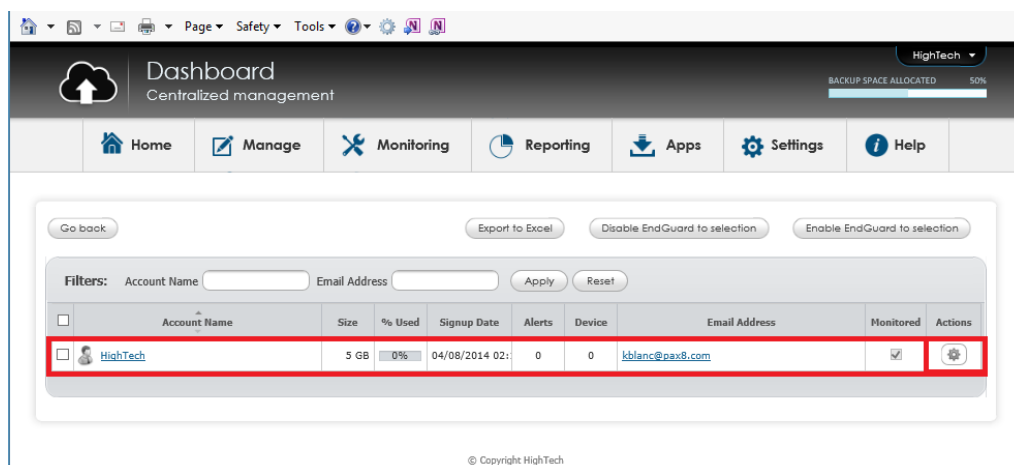 Page Safety Tools
HighTech
Dashboard
Centralized management
BACKUP SPACE ALLOCATED 50%
Home Manage Monitoring Reporting Apps Settings Help
Go back Export to Excel Disable EndGuard to selection Enable EndGuard to selection
Filters: Account Name Email Address Apply Reset
Account Name Size % Used Signup Date Alerts Device Email Address Monitored Actions
HighTech 5 GB 0% 04/08/2014 02: 0 0 kblanc@pax8.com
© Copyright HighTech